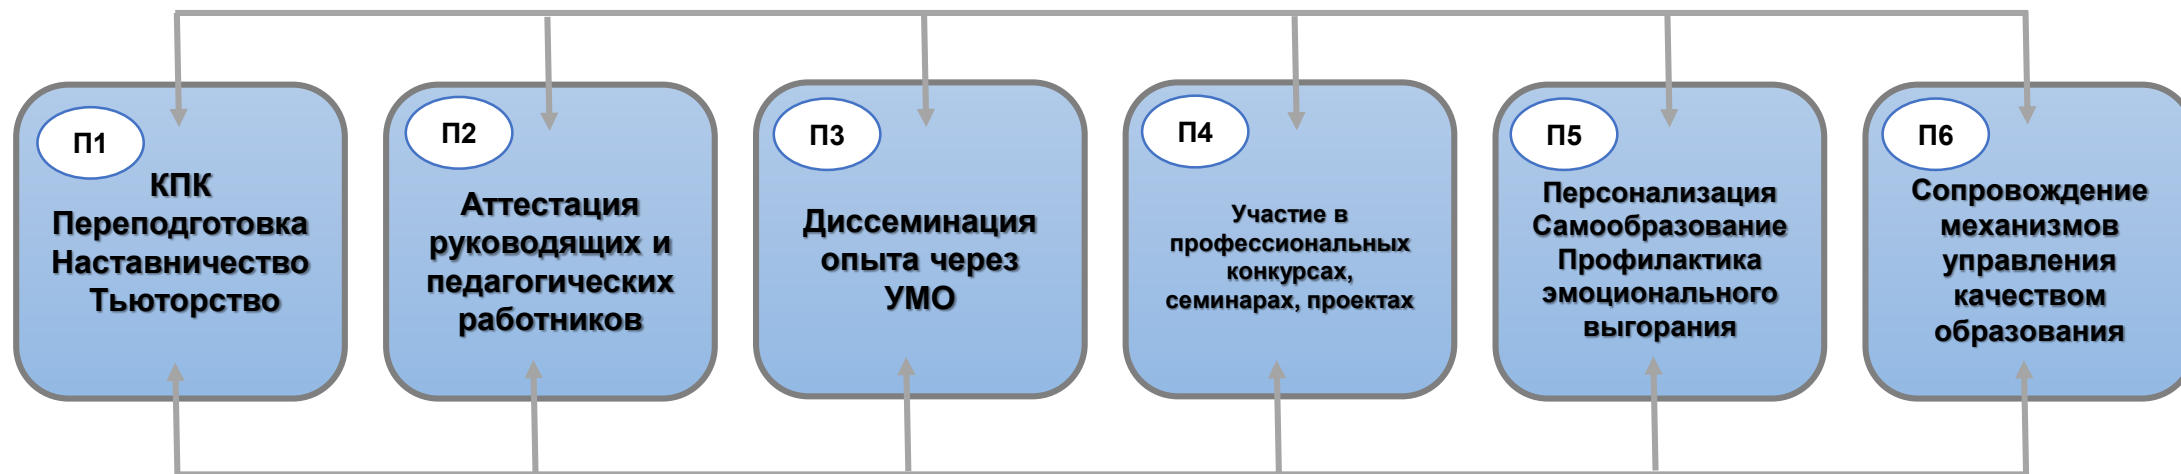 П1
КПК
Переподготовка
Наставничество
Тьюторство
П2
Аттестация
руководящих и
педагогических
работников
П3
Диссеминация
опыта через
УМО
П4
Участие в
профессиональных
конкурсах,
семинарах, проектах
П5
Персонализация
Самообразование
Профилактика
эмоционального
выгорания
П6
Сопровождение
механизмов
управления
качеством
образования